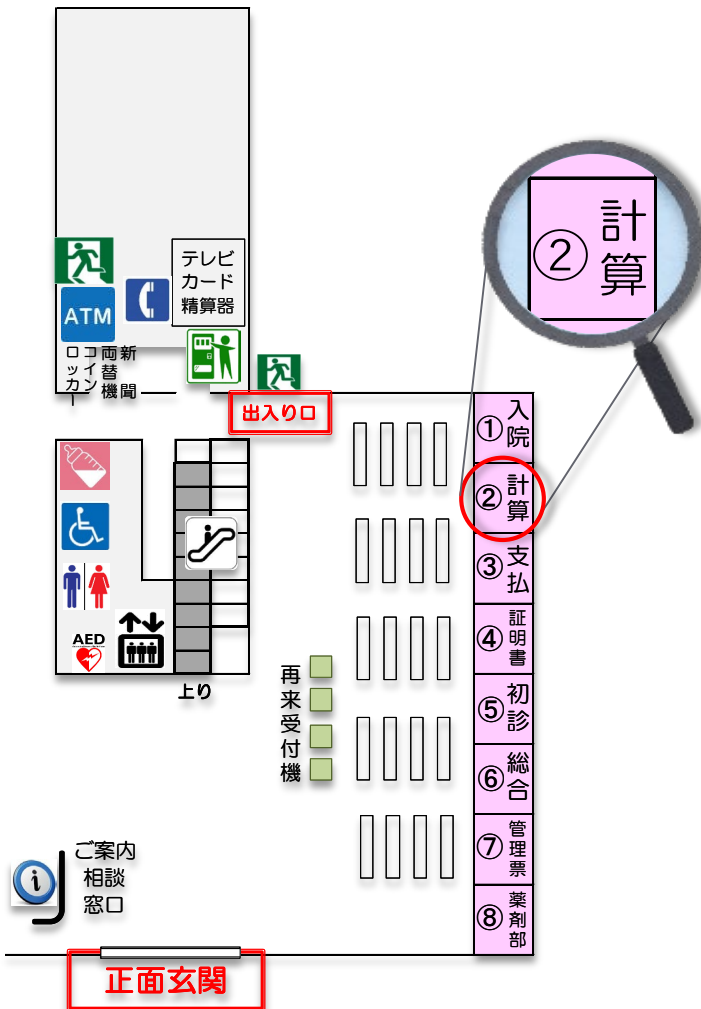 テレビ
カード
精算器
ATM
コイン
ロッカー
両替機
新聞
出入り口
② 計算
① 入院
② 計算
③ 支払
④ 証明書
⑤ 初診
⑥ 総合
⑦ 管理票
⑧ 薬剤部
AED
上り
再来受付機
ご案内
相談
窓口
正面玄関